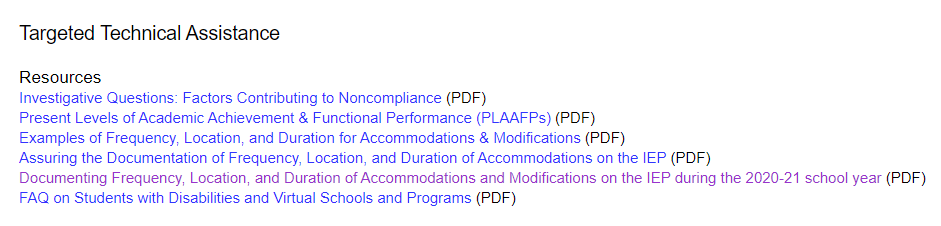 Targeted Technical Assistance
Resources
Investigative Questions: Factors Contributing to Noncompliance (PDF)
Present Levels of Academic Achievement & Functional Performance (PLAAFPs) (PDF)
Examples of Frequency, Location, and Duration for Accommodations & Modifications (PDF)
Assuring the Documentation of Frequency, Location, and Duration of Accommodations on the IEP (PDF)
Documenting Frequency, Location, and Duration of Accommodations and Modifications on the IEP during the 2020-21 school year (PDF)
FAQ on Students with Disabilities and Virtual Schools and Programs (PDF)